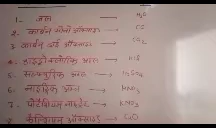 1. जल → H₂O
2. कार्बन मोनो ऑक्साइड → CO
3. कार्बन डाई ऑक्साइड → CO₂
4. हाइड्रोक्लोरिक अम्ल → HCl
5. सल्फ्यूरिक अम्ल → H₂SO₄
6. नाइट्रिक अम्ल → HNO₃
7. पोटैशियम नाइट्रेट → KNO₃
8. कैल्शियम ऑक्साइड → CaO